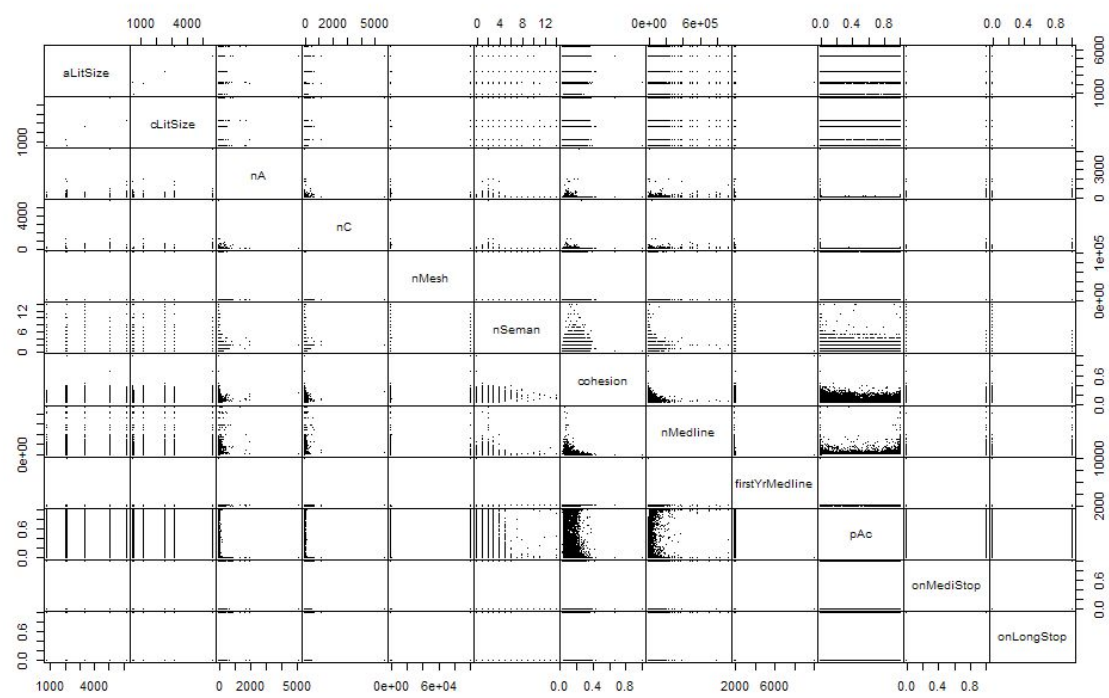 1000 4000 0 2000 5000 0 4 8 12 0e+00 6e+05 0.0 0.4 0.8 0.0 0.4 0.8
aLitSize 1000 6000
1000 cLitSize
nA 0 3000
0 4000 nC
nMesh 0e+00 1e+05
0 6 12 nSeman
cohesion 0.0 0.6
0e+00 nMedline
firstYrMedline 2000 10000
0.0 0.6 pAc
onMediStop 0.0 0.6
0.0 0.6 onLongStop
1000 4000 0 2000 5000 0e+00 6e+04 0.0 0.4 0.8 2000 6000 0.0 0.4 0.8